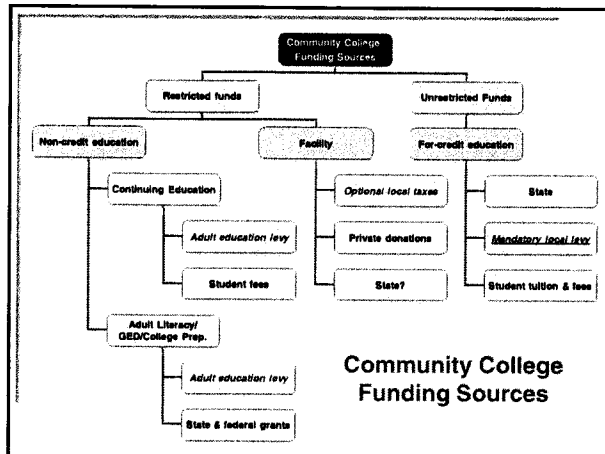 Community College
Funding Sources
Restricted funds
Unrestricted Funds
Non-credit education
Facility
For-credit education
Continuing Education
Optional local taxes
State
Adult education levy
Private donations
Mandatory local levy
Student fees
State?
Student tuition & fees
Adult Literacy/
GED/College Prep.
Adult education levy
State & federal grants
Community College
Funding Sources